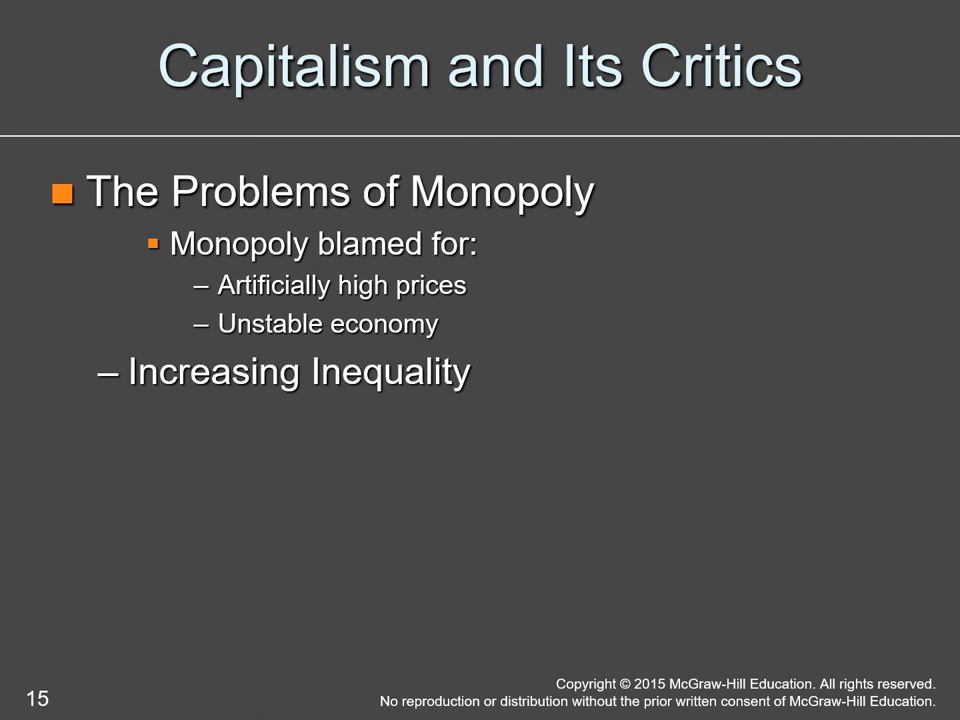 Capitalism and Its Critics
■ The Problems of Monopoly
▪ Monopoly blamed for:
– Artificially high prices
– Unstable economy
– Increasing Inequality
15
Copyright © 2015 McGraw-Hill Education. All rights reserved.
No reproduction or distribution without the prior written consent of McGraw-Hill Education.